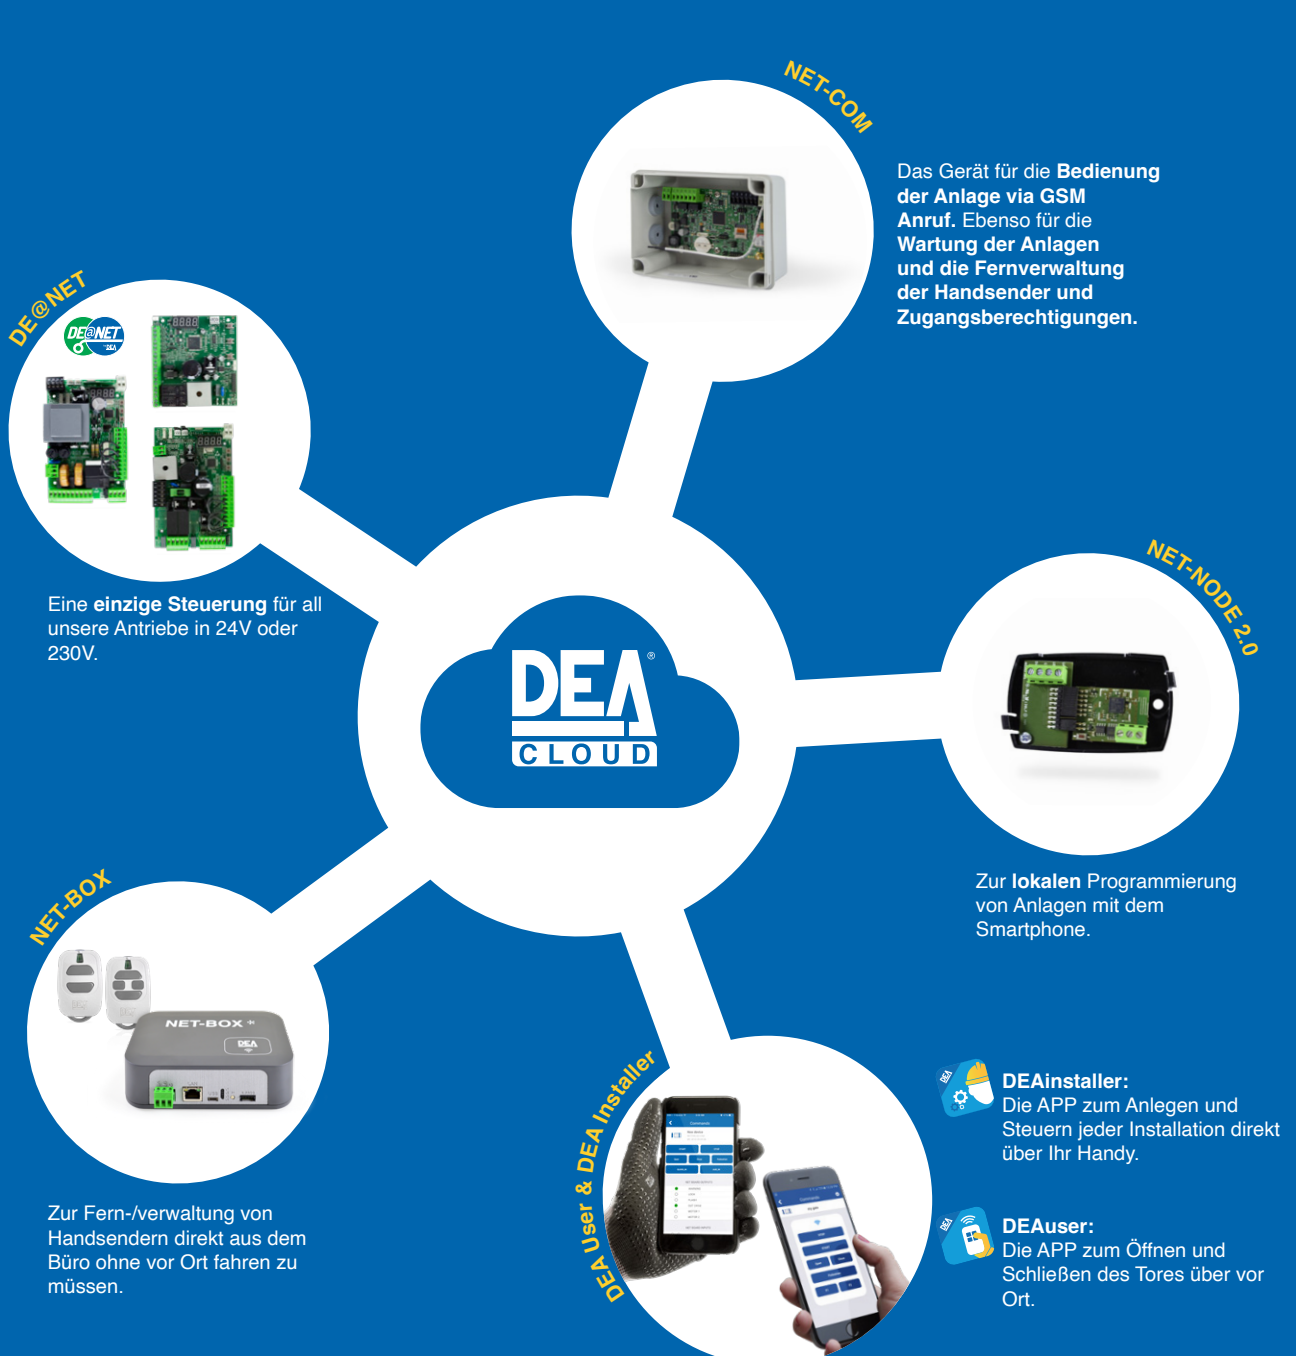 NET-COM
Das Gerät für die Bedienung
der Anlage via GSM
Anruf. Ebenso für die
Wartung der Anlagen
und die Fernverwaltung
der Handsender und
Zugangsberechtigungen.
DE@NET
DE@NET
DEA
Eine einzige Steuerung für all
unsere Antriebe in 24V oder
230V.
DEA®
CLOUD
NET-NODE 2.0
Zur lokalen Programmierung
von Anlagen mit dem
Smartphone.
NET-BOX
NET-BOX
DEA
Zur Fern-/verwaltung von
Handsendern direkt aus dem
Büro ohne vor Ort fahren zu
müssen.
DEA User & DEA Installer
Commands
DEA
DEAinstaller:
Die APP zum Anlegen und
Steuern jeder Installation direkt
über Ihr Handy.
DEA
DEAuser:
Die APP zum Öffnen und
Schließen des Tores über vor
Ort.